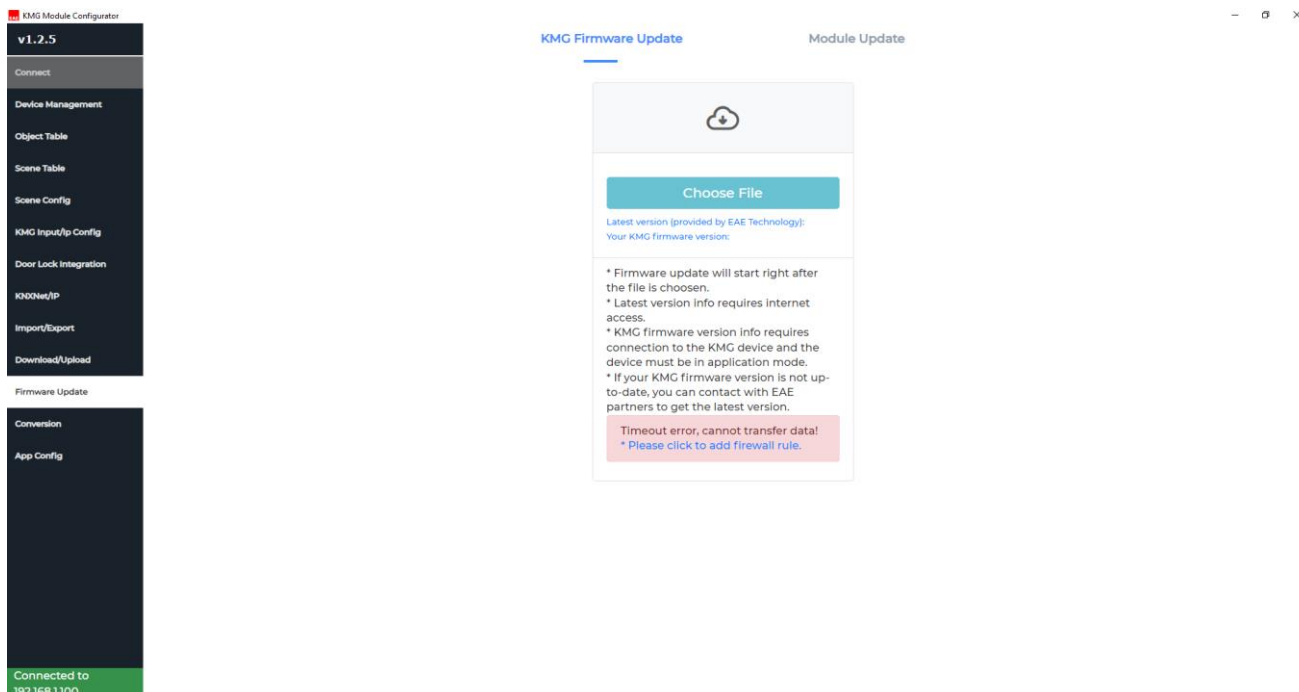 KMG Module Configurator
v1.2.5
Connect
Device Management
Object Table
Scene Table
Scene Config
KMG Input/Ip Config
Door Lock Integration
KNXNet/IP
Import/Export
Download/Upload
Firmware Update
Conversion
App Config
Connected to
192.168.1.100
KMG Firmware Update
Module Update
Choose File
Latest version (provided by EAE Technology):
Your KMG firmware version:
* Firmware update will start right after
the file is choosen.
* Latest version info requires internet
access.
* KMG firmware version info requires
connection to the KMG device and the
device must be in application mode.
* If your KMG firmware version is not up-
to-date, you can contact with EAE
partners to get the latest version.
Timeout error, cannot transfer data!
* Please click to add firewall rule.